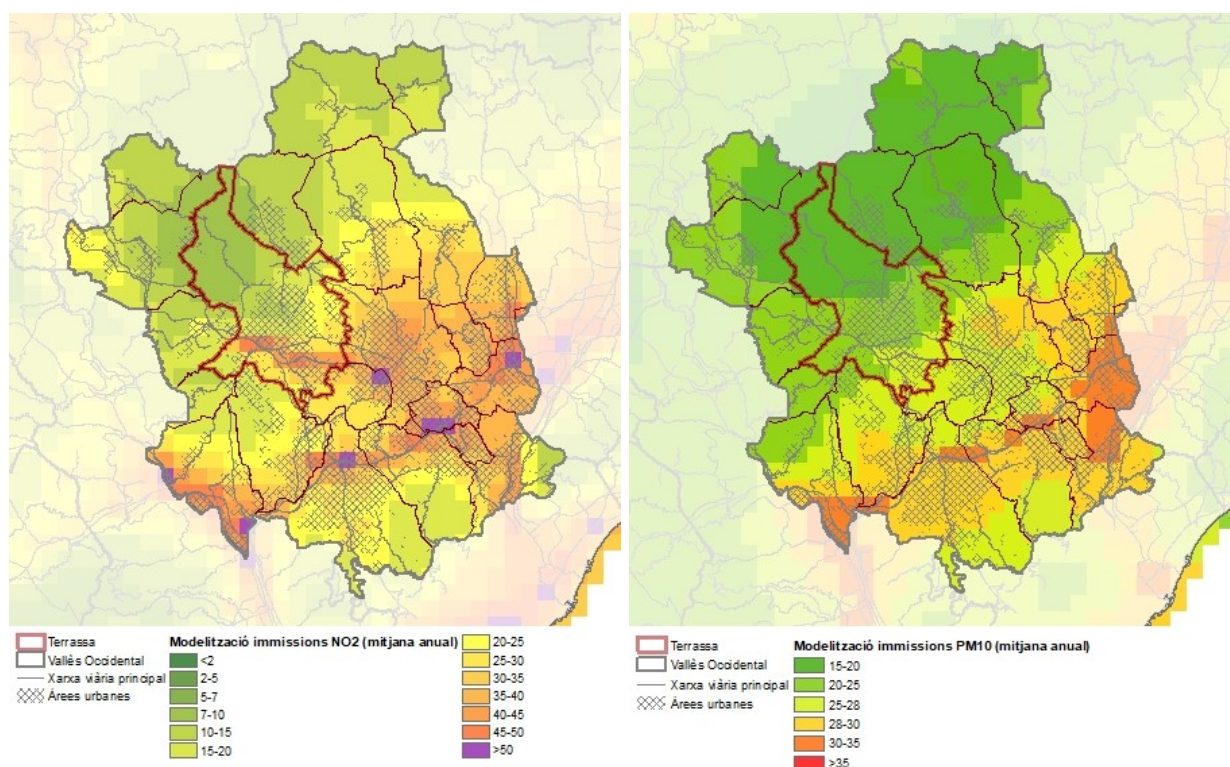 Terrassa
Vallès Occidental
Xarxa viària principal
Àrees urbanes
Modelització immissions NO2 (mitjana anual)
<2
2-5
5-7
7-10
10-15
15-20
20-25
25-30
30-35
35-40
40-45
45-50
>50
Terrassa
Vallès Occidental
Xarxa viària principal
Àrees urbanes
Modelització immissions PM10 (mitjana anual)
15-20
20-25
25-28
28-30
30-35
>35